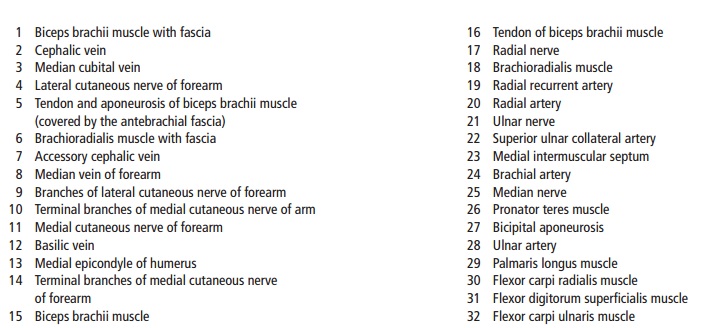 1 Biceps brachii muscle with fascia
2 Cephalic vein
3 Median cubital vein
4 Lateral cutaneous nerve of forearm
5 Tendon and aponeurosis of biceps brachii muscle
(covered by the antebrachial fascia)
6 Brachioradialis muscle with fascia
7 Accessory cephalic vein
8 Median vein of forearm
9 Branches of lateral cutaneous nerve of forearm
10 Terminal branches of medial cutaneous nerve of arm
11 Medial cutaneous nerve of forearm
12 Basilic vein
13 Medial epicondyle of humerus
14 Terminal branches of medial cutaneous nerve
of forearm
15 Biceps brachii muscle
16 Tendon of biceps brachii muscle
17 Radial nerve
18 Brachioradialis muscle
19 Radial recurrent artery
20 Radial artery
21 Ulnar nerve
22 Superior ulnar collateral artery
23 Medial intermuscular septum
24 Brachial artery
25 Median nerve
26 Pronator teres muscle
27 Bicipital aponeurosis
28 Ulnar artery
29 Palmaris longus muscle
30 Flexor carpi radialis muscle
31 Flexor digitorum superficialis muscle
32 Flexor carpi ulnaris muscle